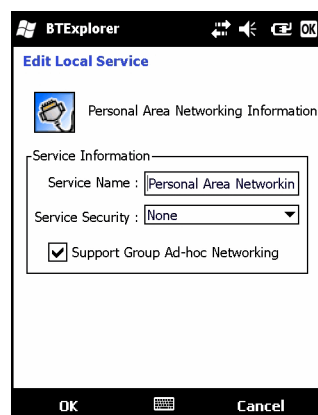 BTExplorer OK
Edit Local Service
Personal Area Networking Information
Service Information
Service Name : Personal Area Networkin
Service Security : None
Support Group Ad-hoc Networking
OK Cancel